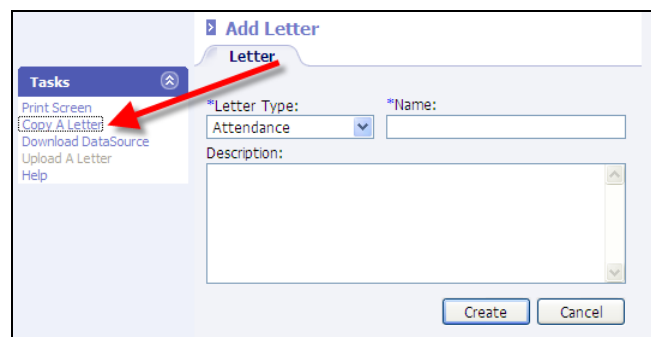 Add Letter
Letter
Tasks
Print Screen
Copy A Letter
Download DataSource
Upload A Letter
Help
*Letter Type:
*Name:
Attendance
Description:
Create
Cancel